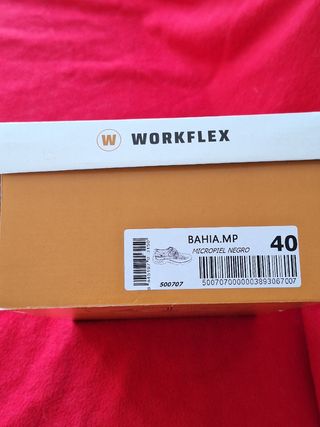 W WORKFLEX
BAHIA.MP 40
MICROPIEL NEGRO
500707
5007070000003893067007